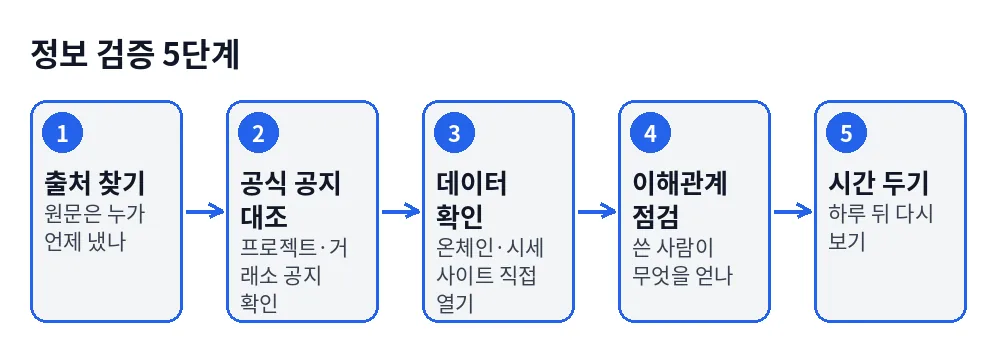 정보 검증 5단계
1
출처 찾기
원문은 누가
언제 냈나
2
공식 공지
대조
프로젝트·거
래소 공지
확인
3
데이터
확인
온체인·시세
사이트 직접
열기
4
이해관계
점검
쓴 사람이
무엇을 얻나
5
시간 두기
하루 뒤 다시
보기